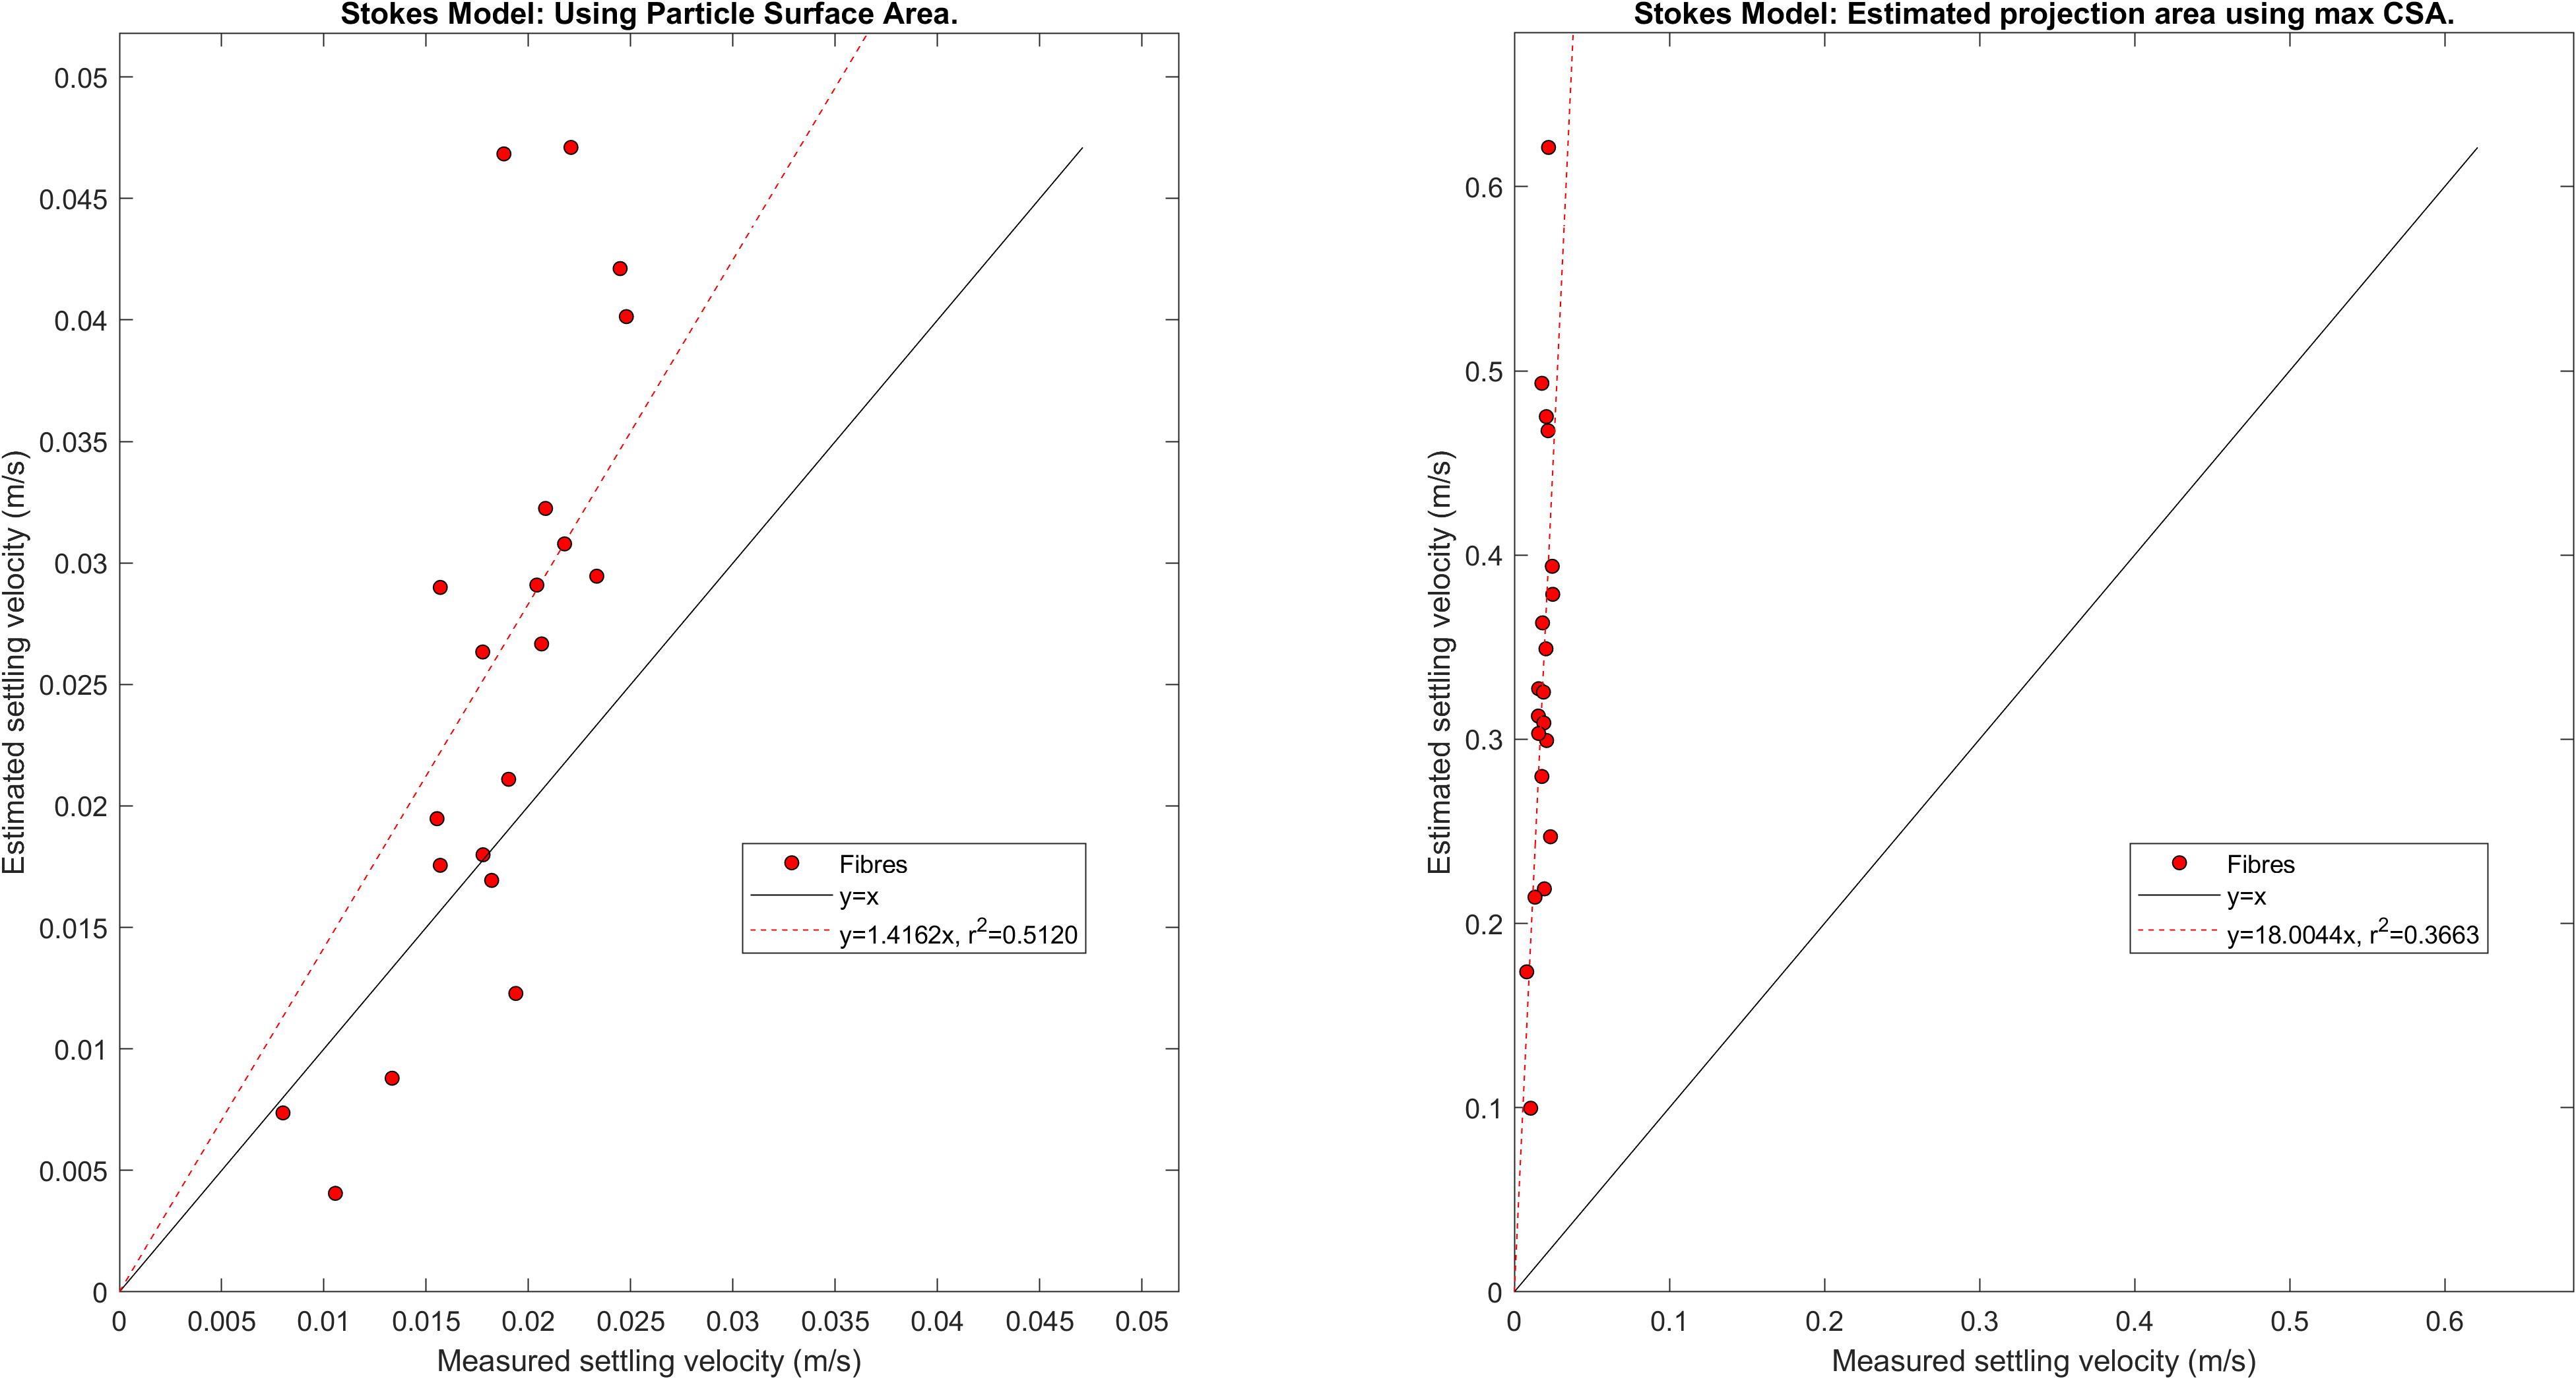 Stokes Model: Using Particle Surface Area.
Estimated settling velocity (m/s)
0.05
0.045
0.04
0.035
0.03
0.025
0.02
0.015
0.01
0.005
0
Fibres
y=x
y=1.4162x, r²=0.5120
0 0.005 0.01 0.015 0.02 0.025 0.03 0.035 0.04 0.045 0.05
Measured settling velocity (m/s)
Stokes Model: Estimated projection area using max CSA.
Estimated settling velocity (m/s)
0.6
0.5
0.4
0.3
0.2
0.1
0
Fibres
y=x
y=18.0044x, r²=0.3663
0 0.1 0.2 0.3 0.4 0.5 0.6
Measured settling velocity (m/s)